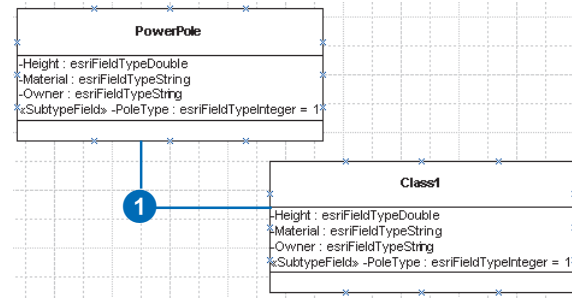 PowerPole
-Height : esriFieldTypeDouble
-Material : esriFieldTypeString
-Owner : esriFieldTypeString
«SubtypeField» -PoleType : esriFieldTypeInteger = 1
1
Class1
-Height : esriFieldTypeDouble
-Material : esriFieldTypeString
-Owner : esriFieldTypeString
«SubtypeField» -PoleType : esriFieldTypeInteger = 1